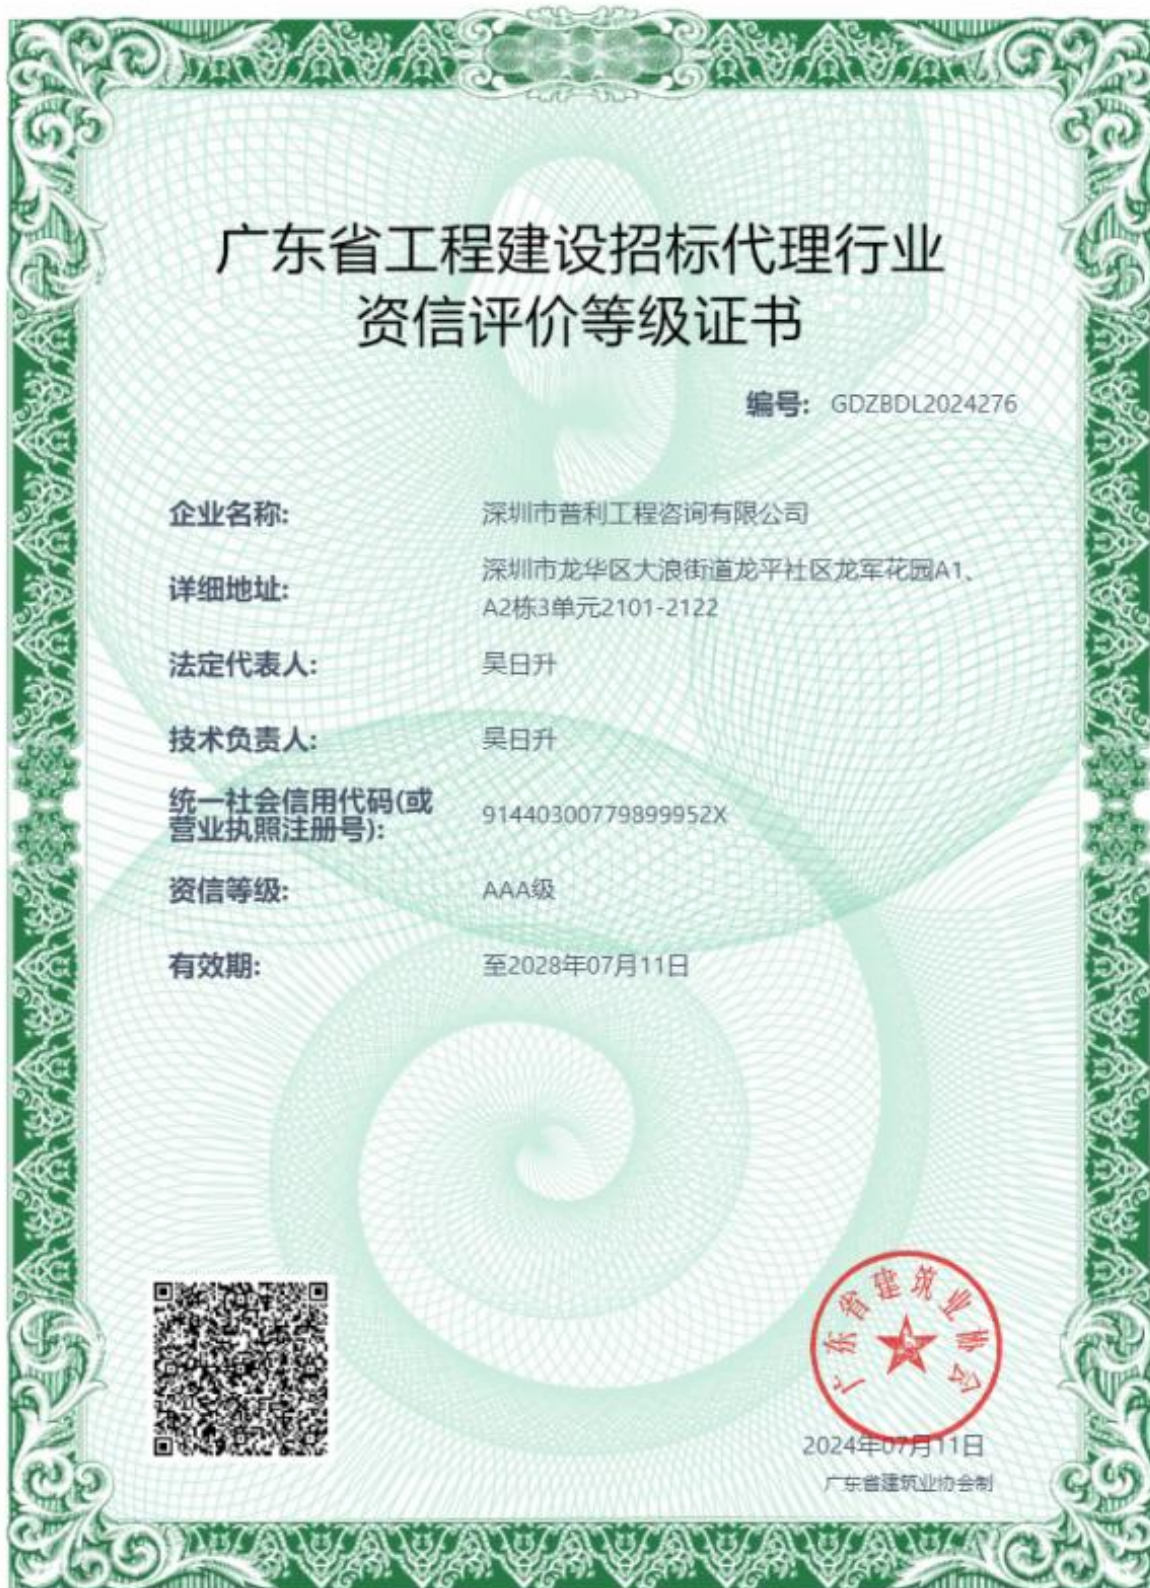 广东省工程建设招标代理行业
资信评价等级证书
编号: GDZBDL2024276
企业名称: 深圳市普利工程咨询有限公司
详细地址: 深圳市龙华区大浪街道龙平社区龙军花园A1、
A2栋3单元2101-2122
法定代表人: 吴日升
技术负责人: 吴日升
统一社会信用代码(或
营业执照注册号): 91440300779899952X
资信等级: AAA级
有效期: 至2028年07月11日
广东省建筑业协会
2024年07月11日
广东省建筑业协会制